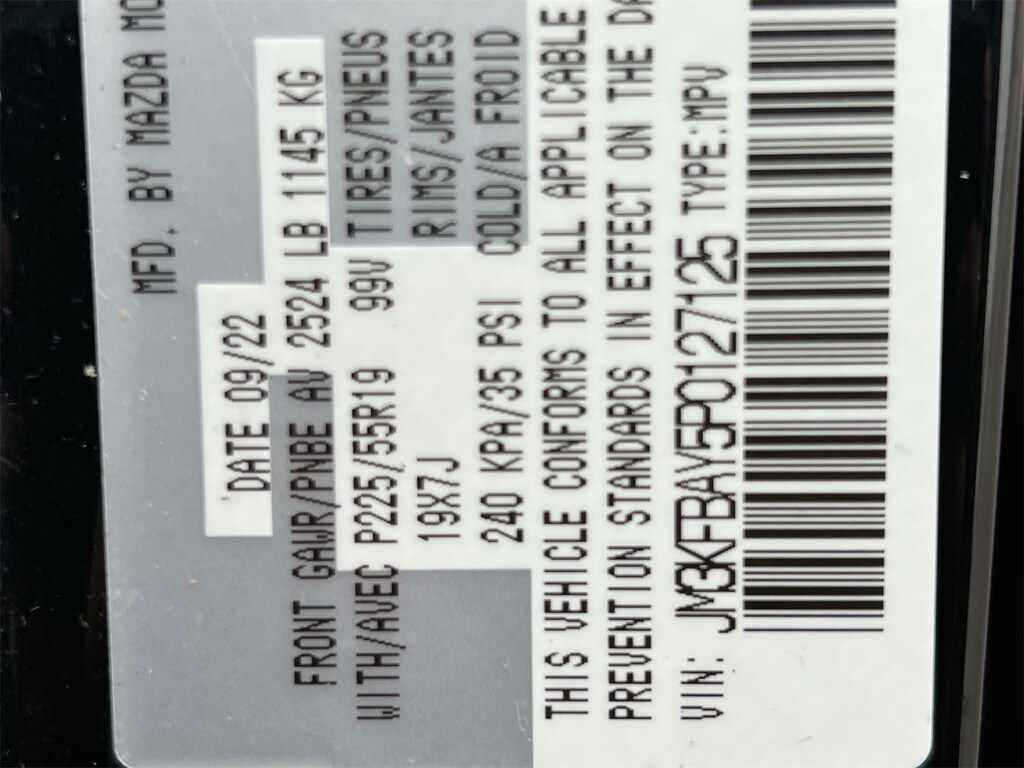 MFD. BY MAZDA MO
DATE 09/22
FRONT GAWR/PNBE AV 2524 LB 1145 KG
WITH/AVEC P225/55R19 99V TIRES/PNEUS
19X7J RIMS/JANTES
240 KPA/35 PSI COLD/A FROID
THIS VEHICLE CONFORMS TO ALL APPLICABLE
PREVENTION STANDARDS IN EFFECT ON THE DA
VIN: JM3KFBAY5P0127125 TYPE:MPV